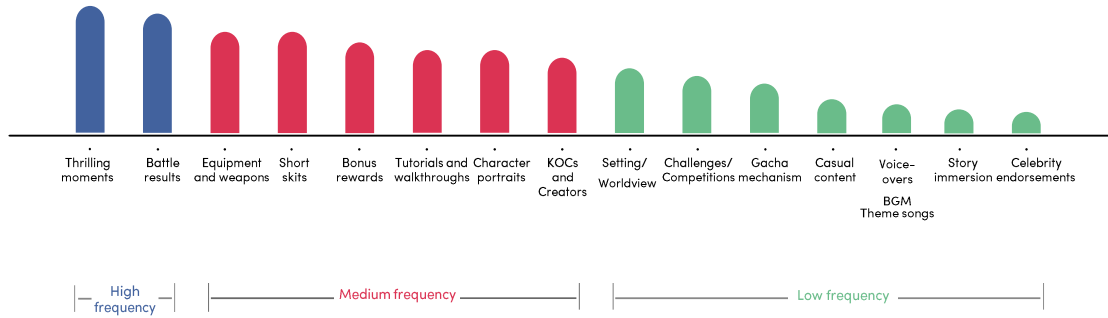 Thrilling
moments
Battle
results
Equipment
and weapons
Short
skits
Bonus
rewards
Tutorials and
walkthroughs
Character
portraits
KOCs
and
Creators
Setting/
Worldview
Challenges/
Competitions
Gacha
mechanism
Casual
content
Voice-
overs
BGM
Theme songs
Story
immersion
Celebrity
endorsements
High
frequency
Medium frequency
Low frequency